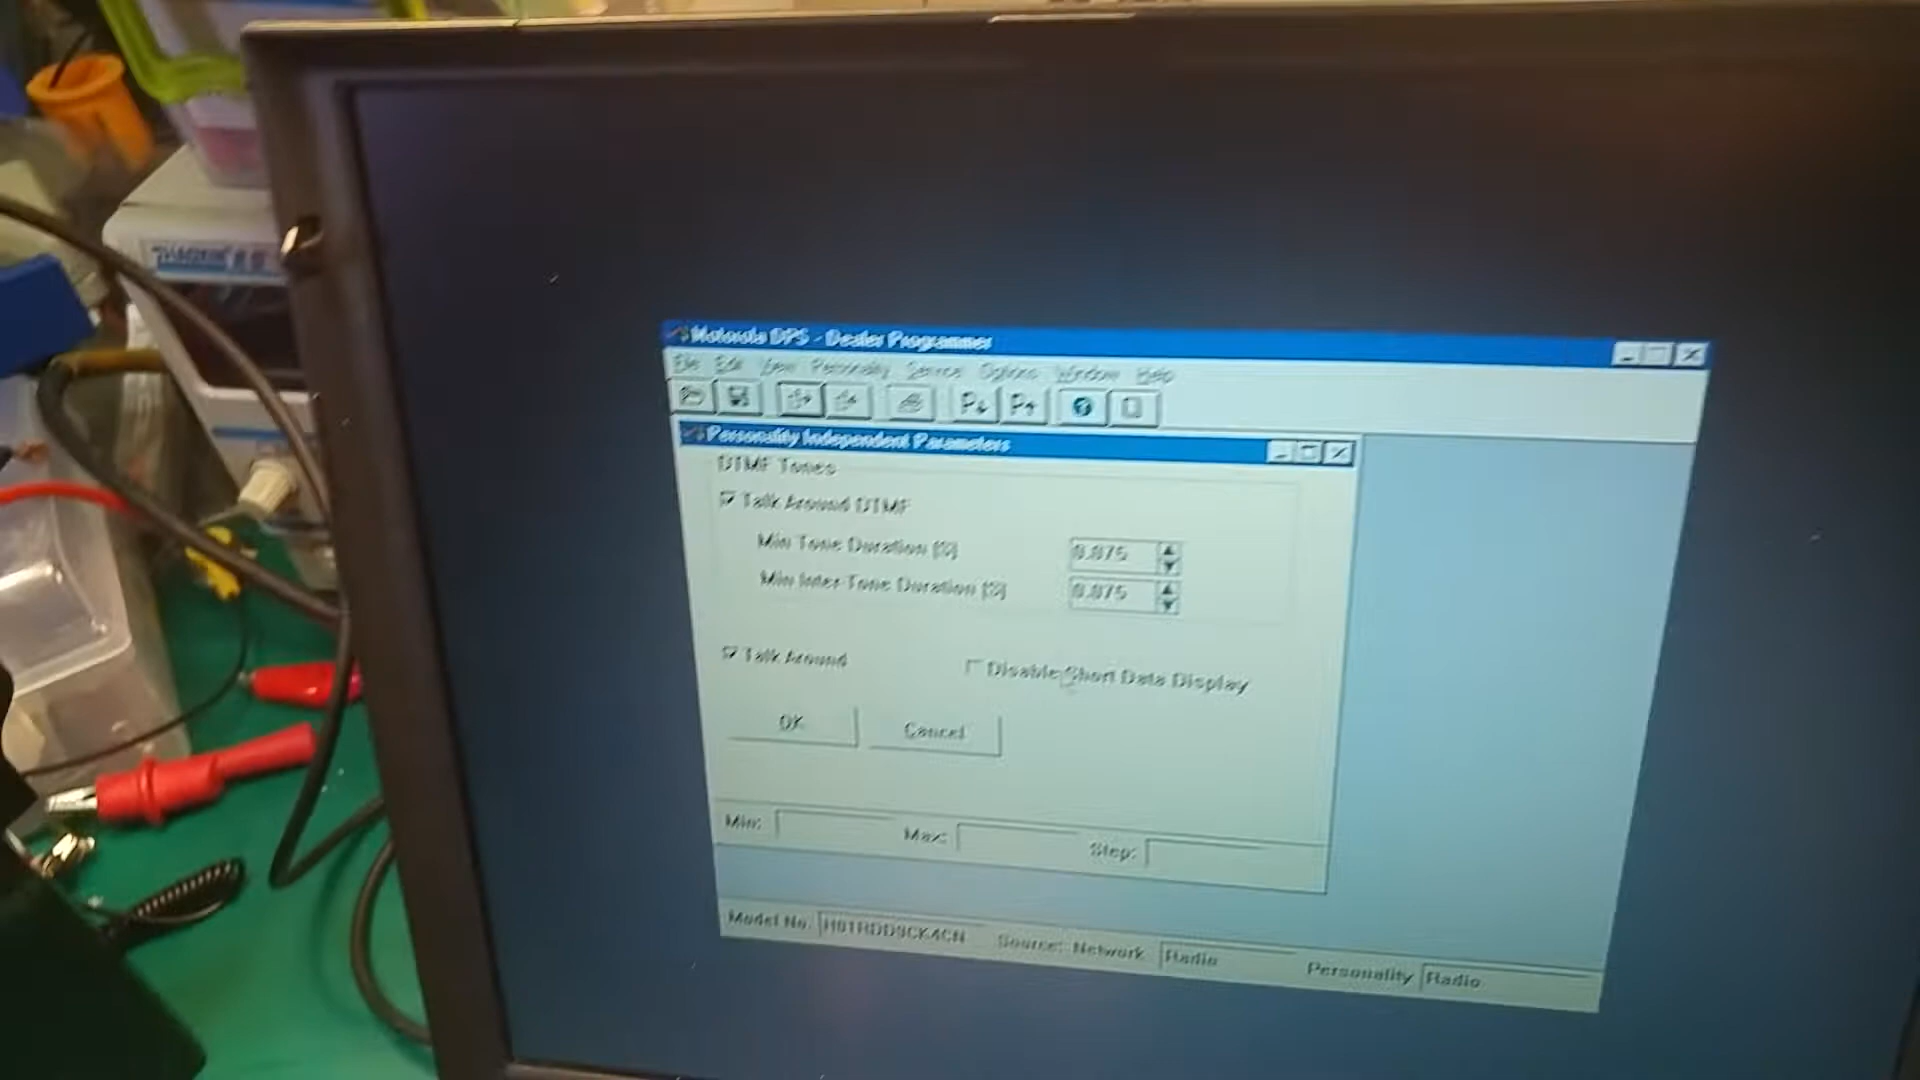 Motorola DPS - Dealer Programmer
File Edit View Personality Service Options Window Help
Personality Independent Parameters
DTMF Tones
Talk Around DTMF
Min Tone Duration (S) 0.075
Min Inter Tone Duration (S) 0.075
Talk Around
Disable Short Data Display
OK
Cancel
Min:
Max:
Step:
Model No: H01RDD9CK4CN Source: Network Radio Personality Radio